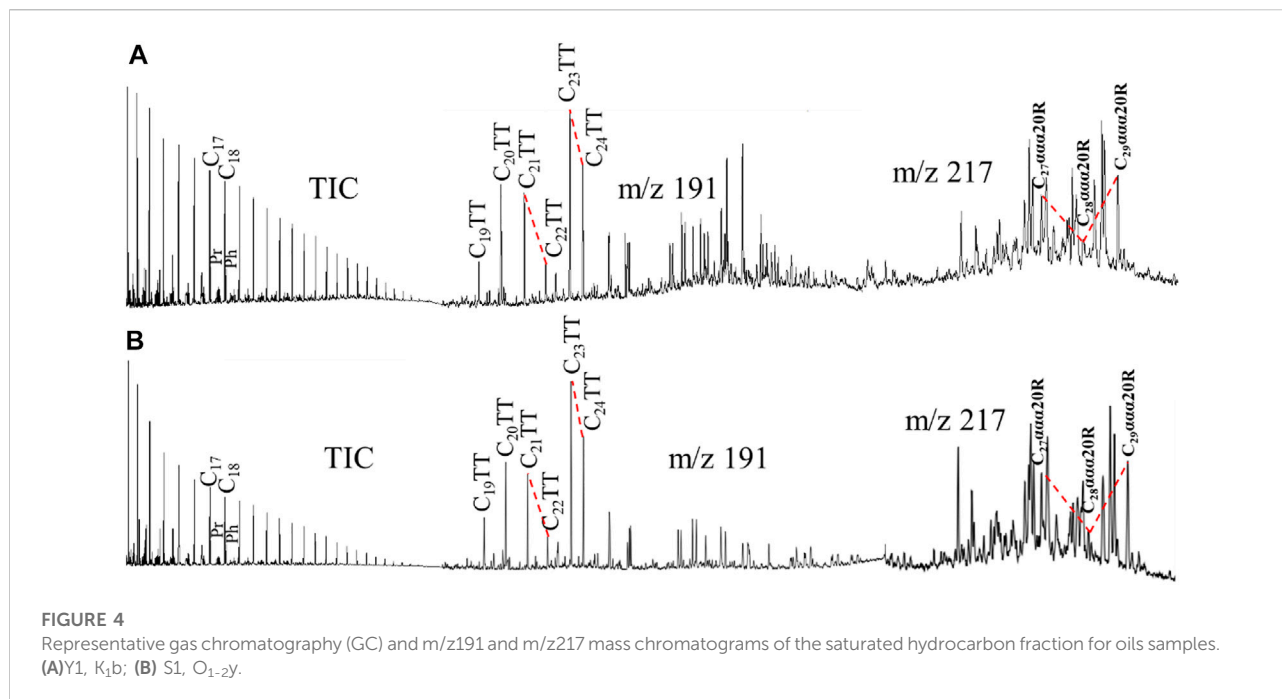 A
C₁₇
C₁₈
Pr
Ph
TIC
C₁₉TT
C₂₀TT
C₂₁TT
C₂₂TT
C₂₃TT
C₂₄TT
m/z 191
m/z 217
C₂₇ααα20R
C₂₈ααα20R
C₂₉ααα20R
B
C₁₇
C₁₈
Pr
Ph
TIC
C₁₉TT
C₂₀TT
C₂₁TT
C₂₂TT
C₂₃TT
C₂₄TT
m/z 191
m/z 217
C₂₇ααα20R
C₂₈ααα20R
C₂₉ααα20R
FIGURE 4
Representative gas chromatography (GC) and m/z191 and m/z217 mass chromatograms of the saturated hydrocarbon fraction for oils samples.
(A)Y1, K₁b; (B) S1, O₁₋₂y.